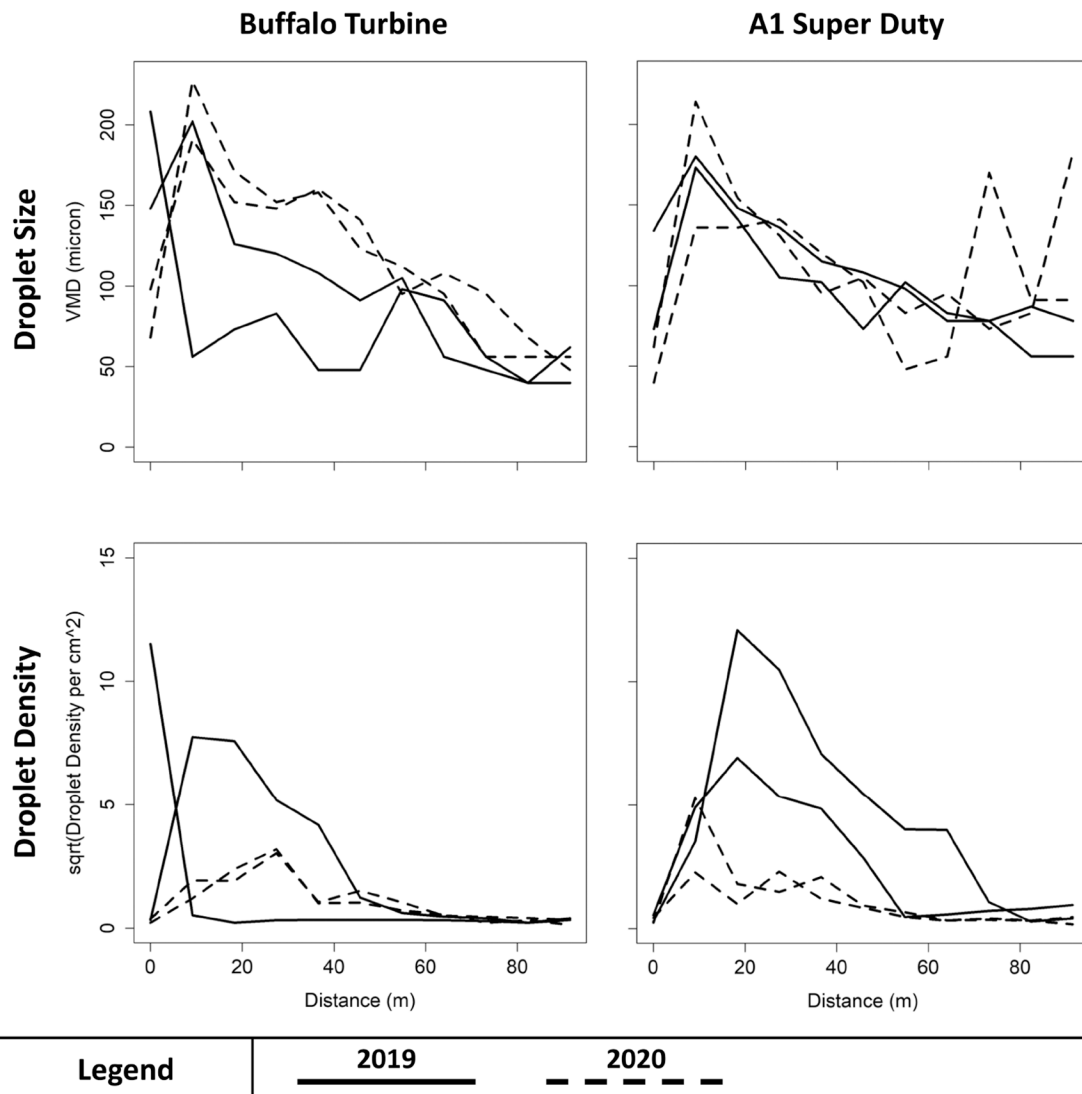 Buffalo Turbine
A1 Super Duty
Droplet Size
VMD (micron)
200
150
100
50
0
Droplet Density
sqrt(Droplet Density per cm^2)
15
10
5
0
0 20 40 60 80
Distance (m)
0 20 40 60 80
Distance (m)
Legend
2019
2020